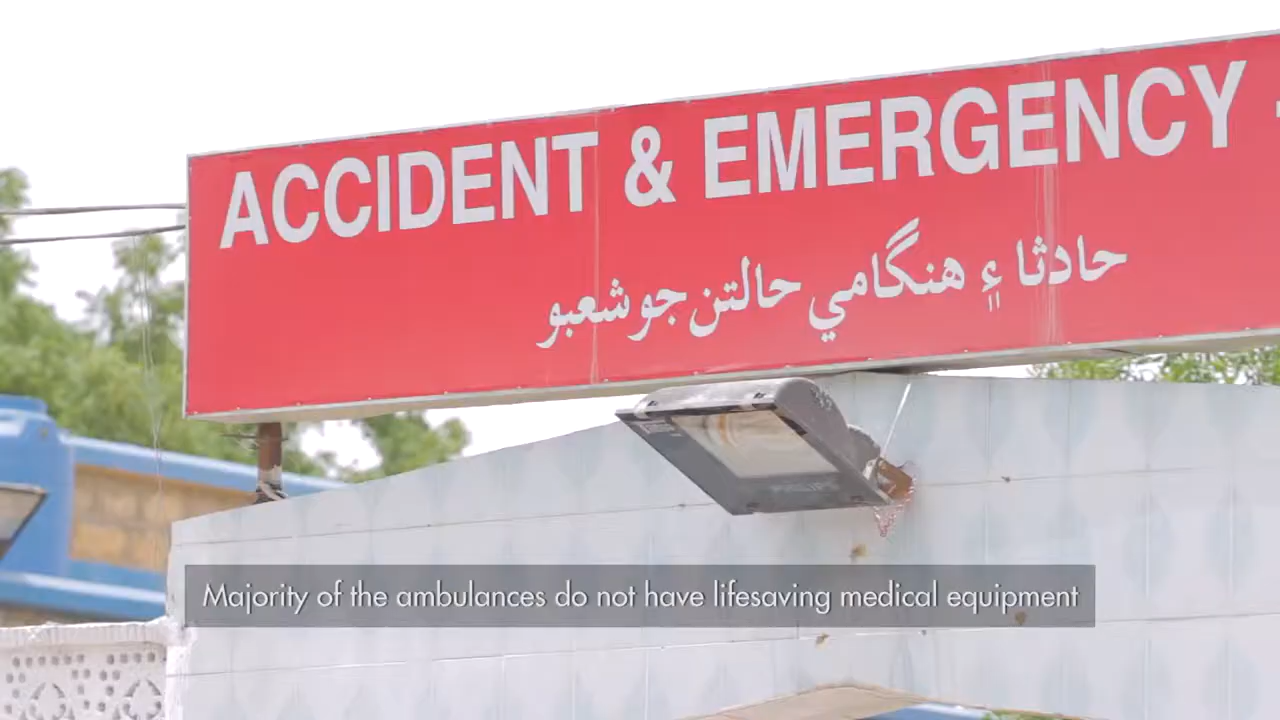 ACCIDENT & EMERGENCY
حادثا ۽ هنگامي حالتن جو شعبو
Majority of the ambulances do not have lifesaving medical equipment